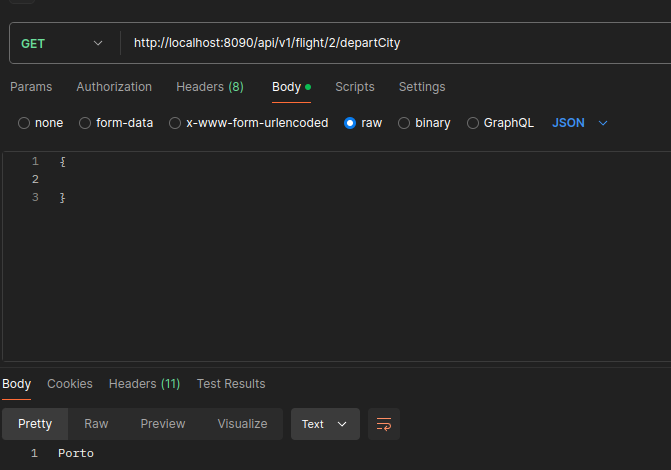 GET http://localhost:8090/api/v1/flight/2/departCity
Params Authorization Headers (8) Body Scripts Settings
none form-data x-www-form-urlencoded raw binary GraphQL JSON
1 {
2
3 }
Body Cookies Headers (11) Test Results
Pretty Raw Preview Visualize Text
1 Porto